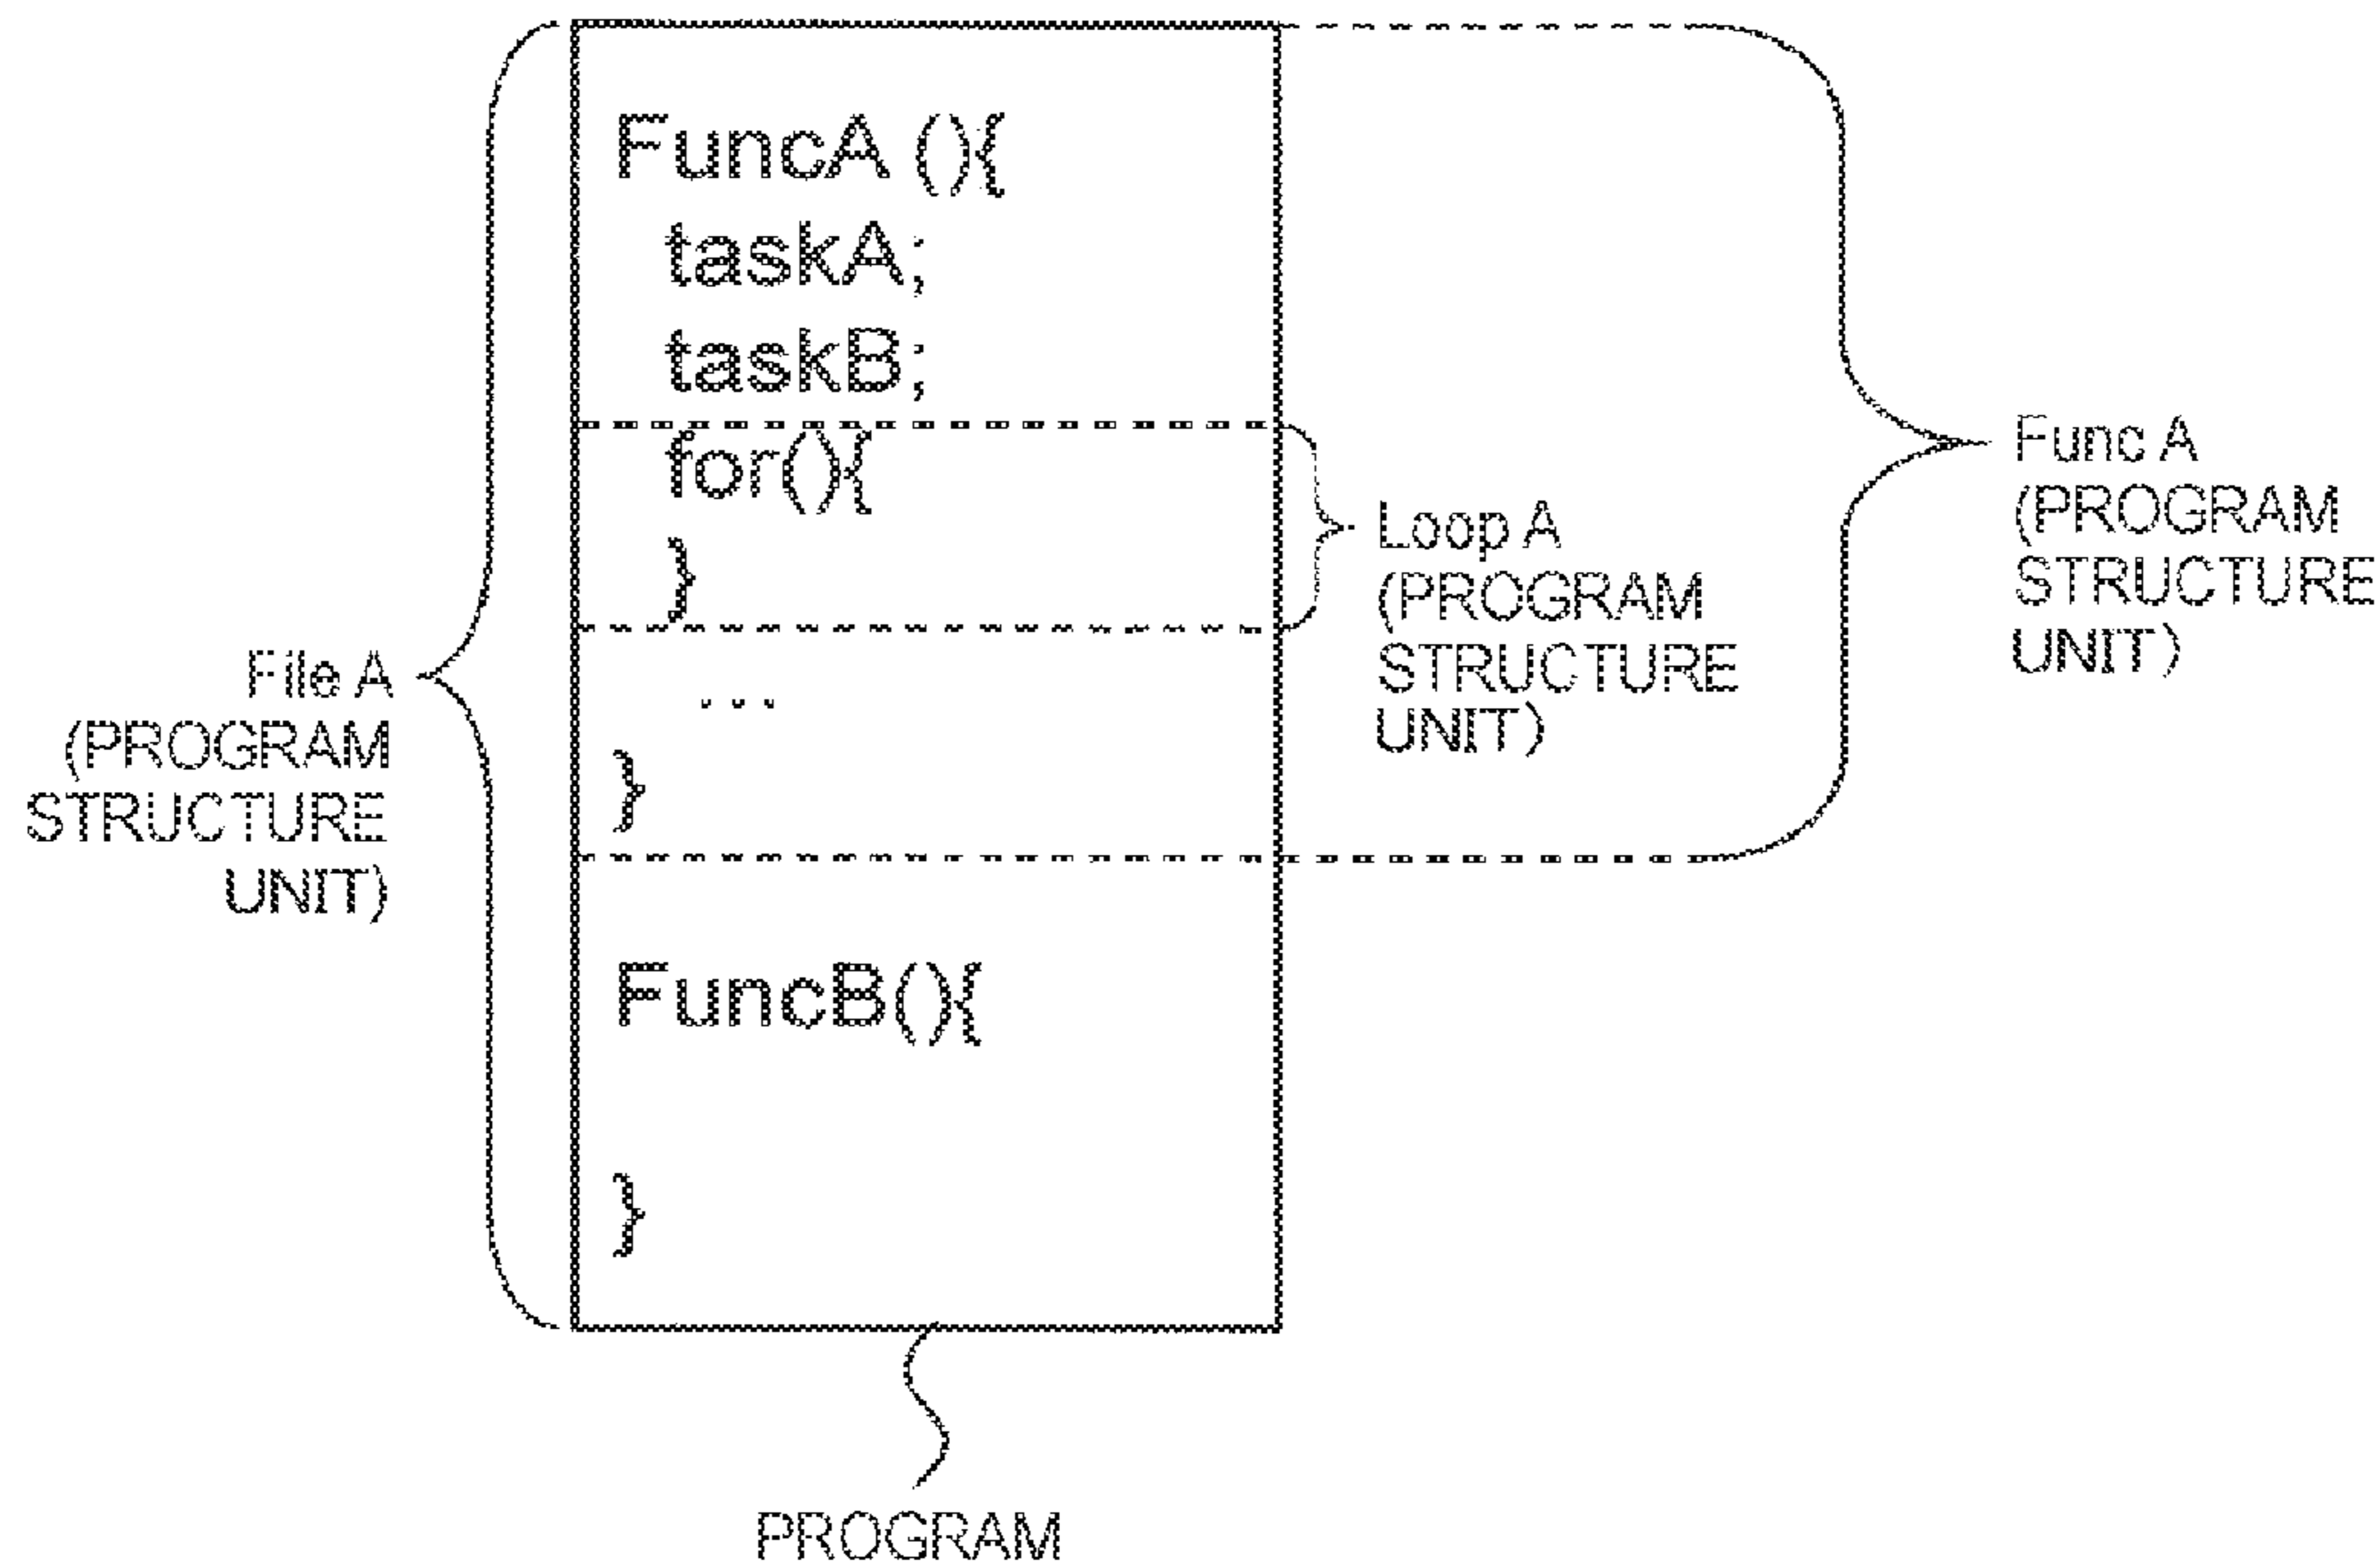 FuncA (){
taskA;
taskB;
for(){
}
...
}
FuncB(){
}
File A
(PROGRAM
STRUCTURE
UNIT)
Loop A
(PROGRAM
STRUCTURE
UNIT)
Func A
(PROGRAM
STRUCTURE
UNIT)
PROGRAM